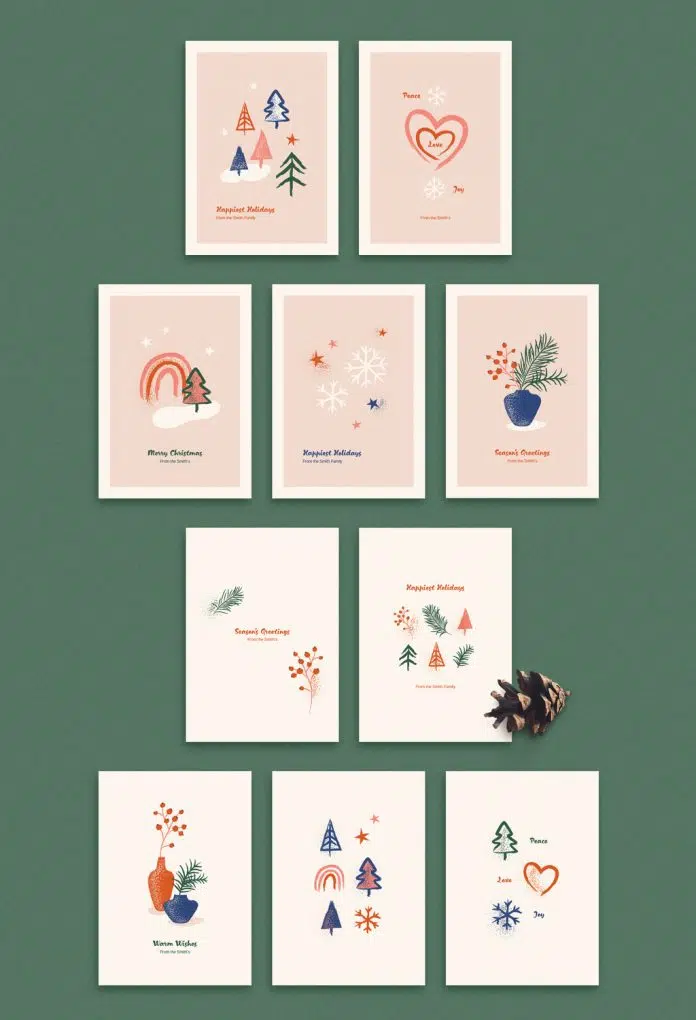 Happiest Holidays
From the Smith Family
Peace
Love
Joy
From the Smith's
Merry Christmas
From the Smith's
Happiest Holidays
From the Smith Family
Season's Greetings
From the Smith's
Season's Greetings
From the Smith's
Happiest Holidays
From the Smith Family
Warm Wishes
From the Smith's
Peace
Love
Joy